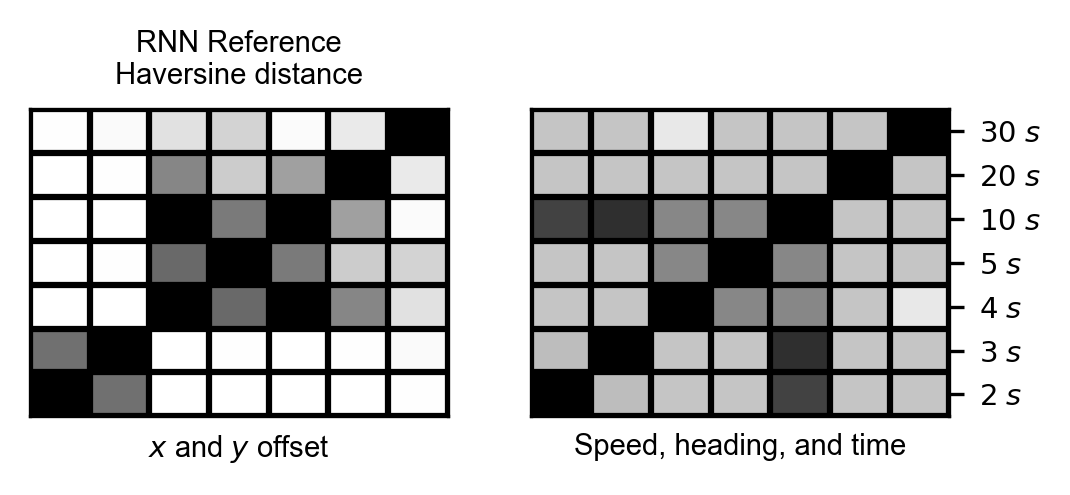 RNN Reference
Haversine distance
30 s
20 s
10 s
5 s
4 s
3 s
2 s
x and y offset
Speed, heading, and time